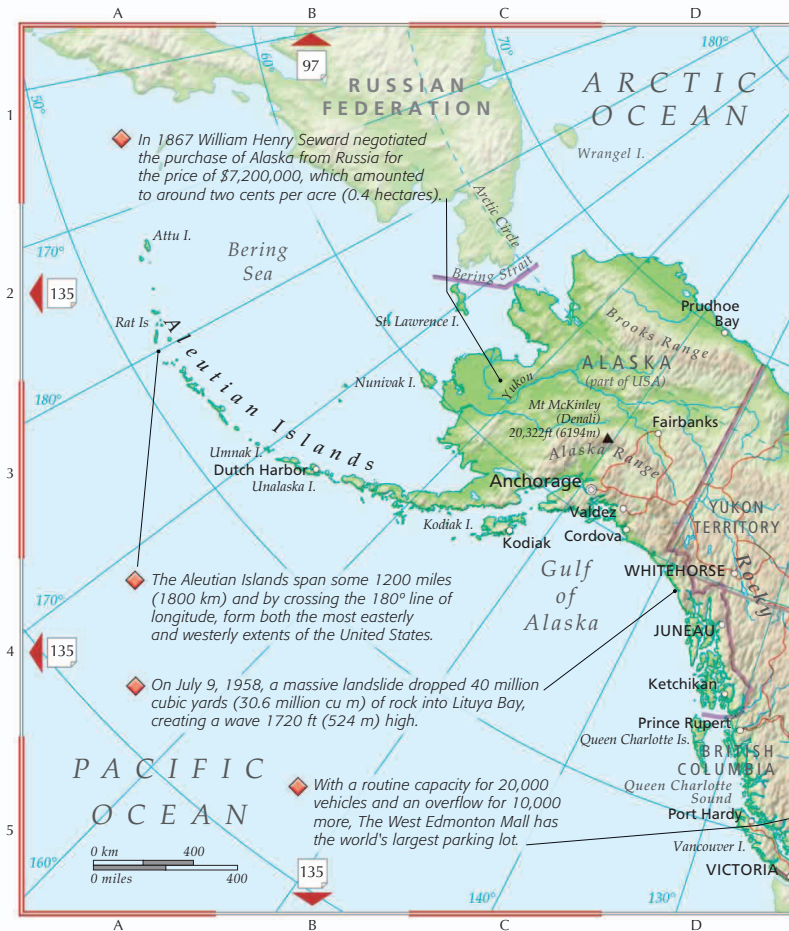 A B C D
180°
70°
60°
50°
97
ARCTIC
OCEAN
RUSSIAN
FEDERATION
1
In 1867 William Henry Seward negotiated
the purchase of Alaska from Russia for
the price of $7,200,000, which amounted
to around two cents per acre (0.4 hectares).
Wrangel I.
Arctic Circle
Attu I.
170°
Bering
Sea
Bering Strait
2
135
Rat Is
St. Lawrence I.
Prudhoe
Bay
Brooks Range
ALASKA
(part of USA)
Aleutian Islands
Nunivak I.
Yukon
180°
Mt McKinley
(Denali)
20,322ft (6194m)
Fairbanks
Alaska Range
3
Umnak I.
Dutch Harbor
Unalaska I.
Anchorage
Valdez
YUKON
TERRITORY
Kodiak I.
Kodiak
Cordova
Gulf
of
Alaska
WHITEHORSE
Rocky
The Aleutian Islands span some 1200 miles
(1800 km) and by crossing the 180º line of
longitude, form both the most easterly
and westerly extents of the United States.
170°
JUNEAU
4
135
On July 9, 1958, a massive landslide dropped 40 million
cubic yards (30.6 million cu m) of rock into Lituya Bay,
creating a wave 1720 ft (524 m) high.
Ketchikan
Prince Rupert
Queen Charlotte Is.
BRITISH
COLUMBIA
PACIFIC
OCEAN
With a routine capacity for 20,000
vehicles and an overflow for 10,000
more, The West Edmonton Mall has
the world's largest parking lot.
Queen Charlotte
Sound
Port Hardy
5
Vancouver I.
VICTORIA
0 km 400
0 miles 400
160°
135
140°
130°
A B C D